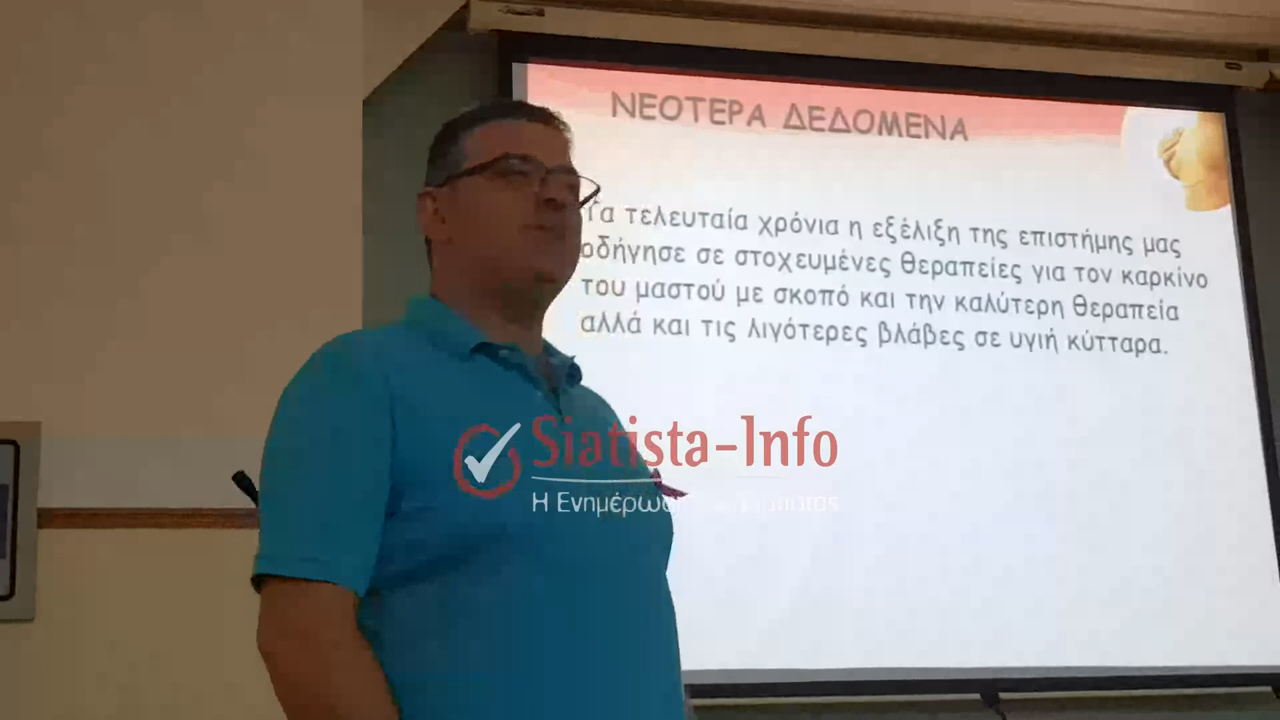 ΝΕΟΤΕΡΑ ΔΕΔΟΜΕΝΑ
Τα τελευταία χρόνια η εξέλιξη της επιστήμης μας
οδήγησε σε στοχευμένες θεραπείες για τον καρκίνο
του μαστού με σκοπό και την καλύτερη θεραπεία
αλλά και τις λιγότερες βλάβες σε υγιή κύτταρα.
Siatista-Info
Η